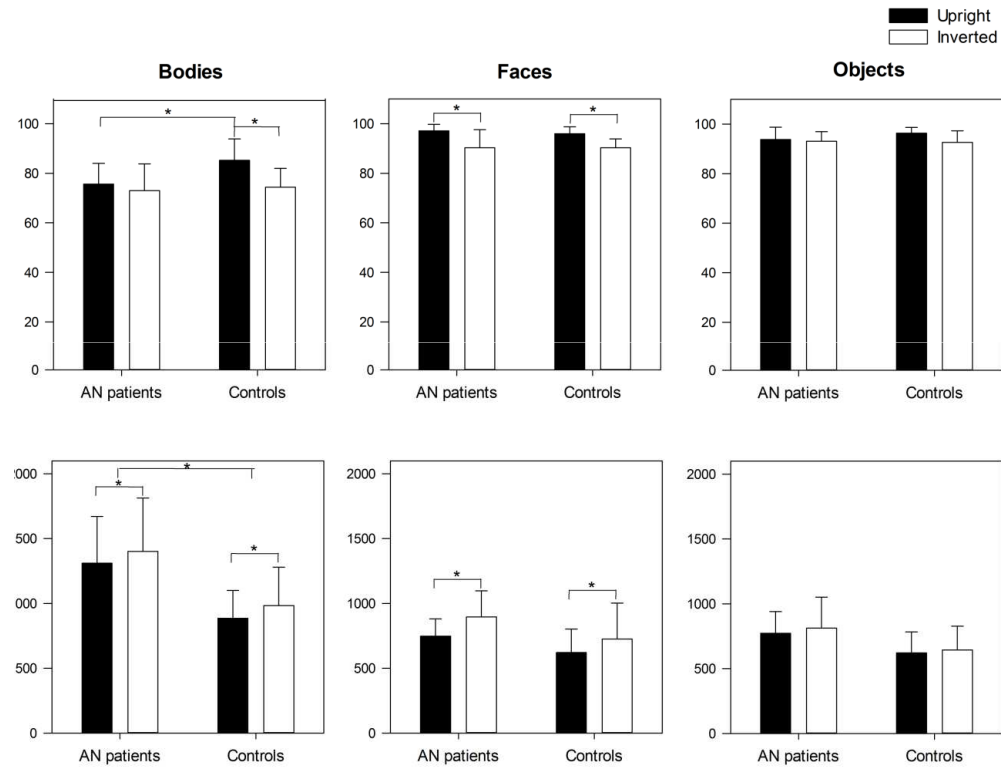 Upright
Inverted
Bodies
Faces
Objects
*
*
*
*
100
80
60
40
20
0
AN patients
Controls
100
80
60
40
20
0
AN patients
Controls
100
80
60
40
20
0
AN patients
Controls
*
*
*
*
*
2000
500
000
500
0
AN patients
Controls
2000
1500
1000
500
0
AN patients
Controls
2000
1500
1000
500
0
AN patients
Controls